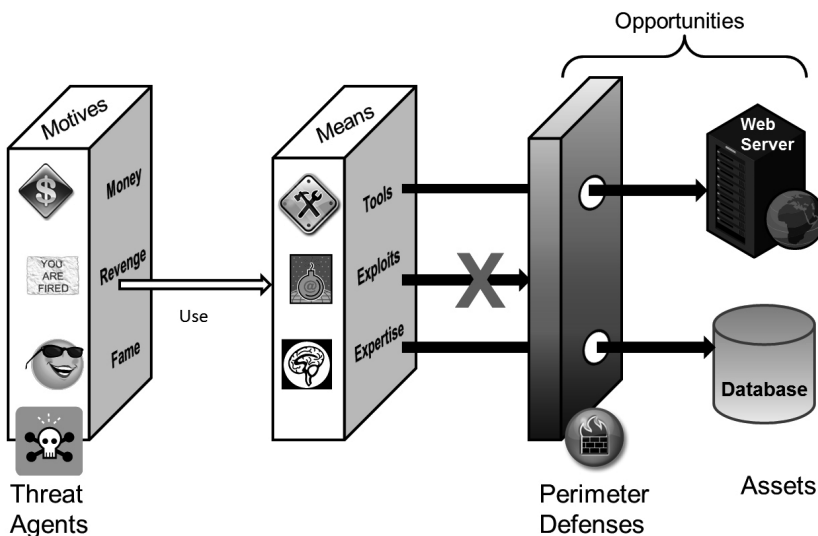 Opportunities
Motives
Money
Revenge
Fame
$
YOU
ARE
FIRED
Threat
Agents
Use
Means
Tools
Exploits
Expertise
@
X
Perimeter
Defenses
Web
Server
Database
Assets